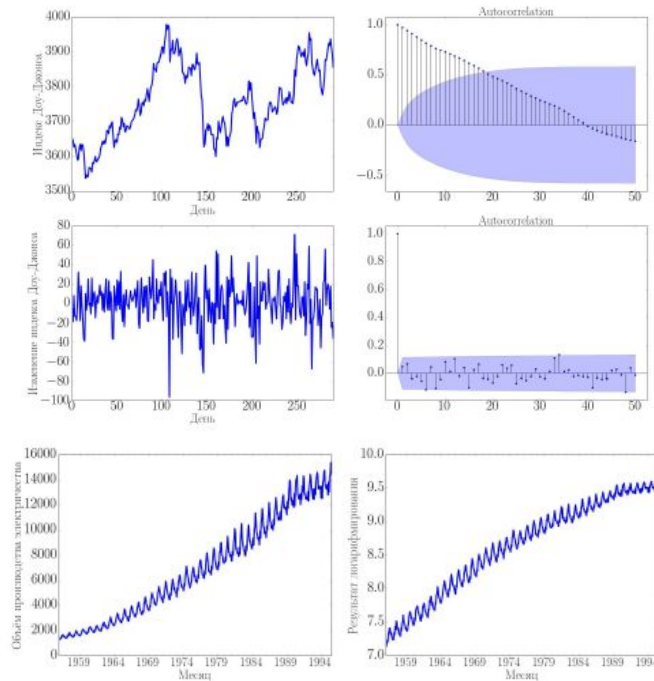 Autocorrelation
Индекс Доу-Джонса
4000
3900
3800
3700
3600
3500
0 50 100 150 200 250
День
1.0
0.5
0.0
−0.5
0 10 20 30 40 50
Autocorrelation
Изменение индекса Доу-Джонса
80
60
40
20
0
−20
−40
−60
−80
−100
0 50 100 150 200 250
День
1.0
0.8
0.6
0.4
0.2
0.0
−0.2
0 10 20 30 40 50
Объём производства электричества
16000
14000
12000
10000
8000
6000
4000
2000
0
1959 1964 1969 1974 1979 1984 1989 1994
Месяц
Результат логарифмирования
10.0
9.5
9.0
8.5
8.0
7.5
7.0
1959 1964 1969 1974 1979 1984 1989 1994
Месяц